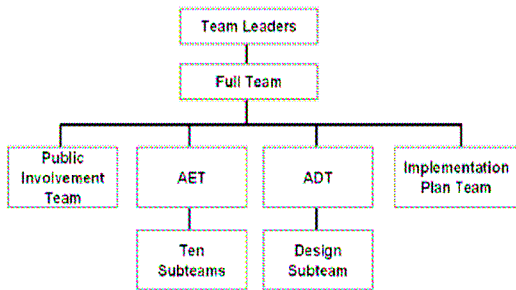 Team Leaders
Full Team
Public
Involvement
Team
AET
ADT
Implementation
Plan Team
Ten
Subteams
Design
Subteam